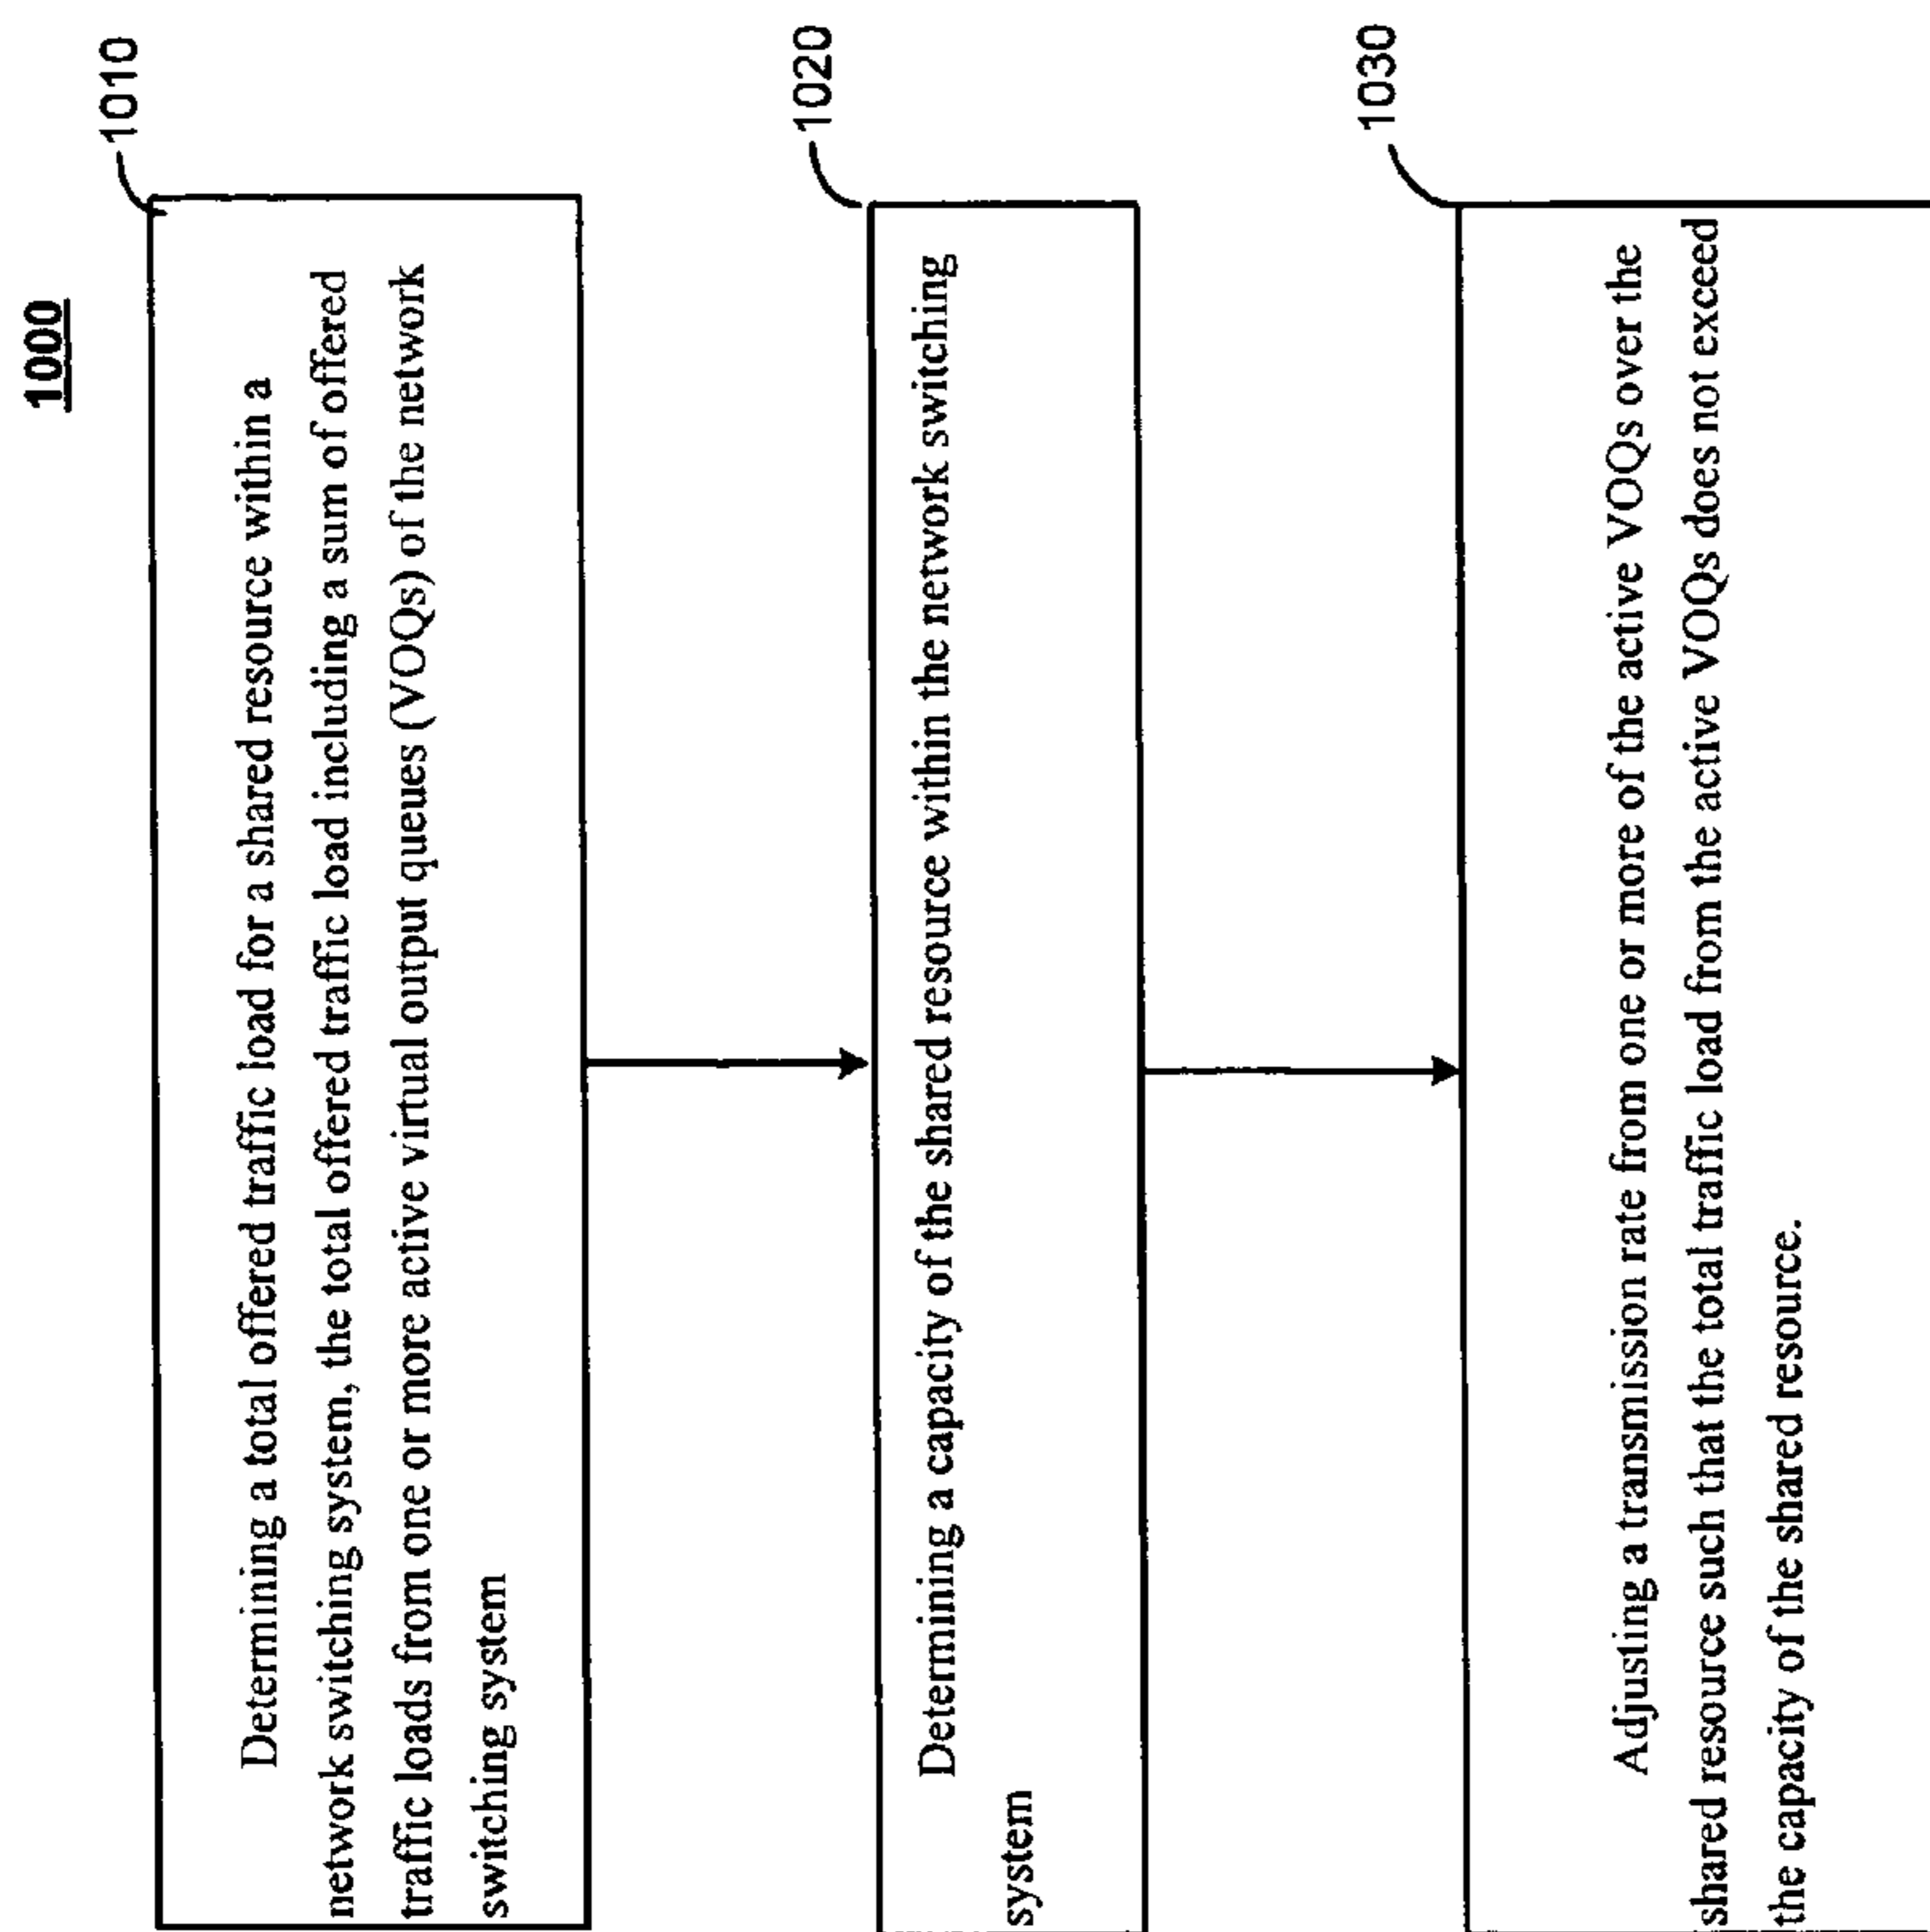 1000
1010
Determining a total offered traffic load for a shared resource within a
network switching system, the total offered traffic load including a sum of offered
traffic loads from one or more active virtual output queues (VOQs) of the network
switching system
1020
Determining a capacity of the shared resource within the network switching
system
1030
Adjusting a transmission rate from one or more of the active VOQs over the
shared resource such that the total traffic load from the active VOQs does not exceed
the capacity of the shared resource.